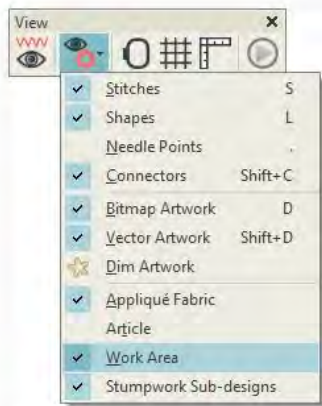 View
Stitches S
Shapes L
Needle Points .
Connectors Shift+C
Bitmap Artwork D
Vector Artwork Shift+D
Dim Artwork
Appliqué Fabric
Article
Work Area
Stumpwork Sub-designs